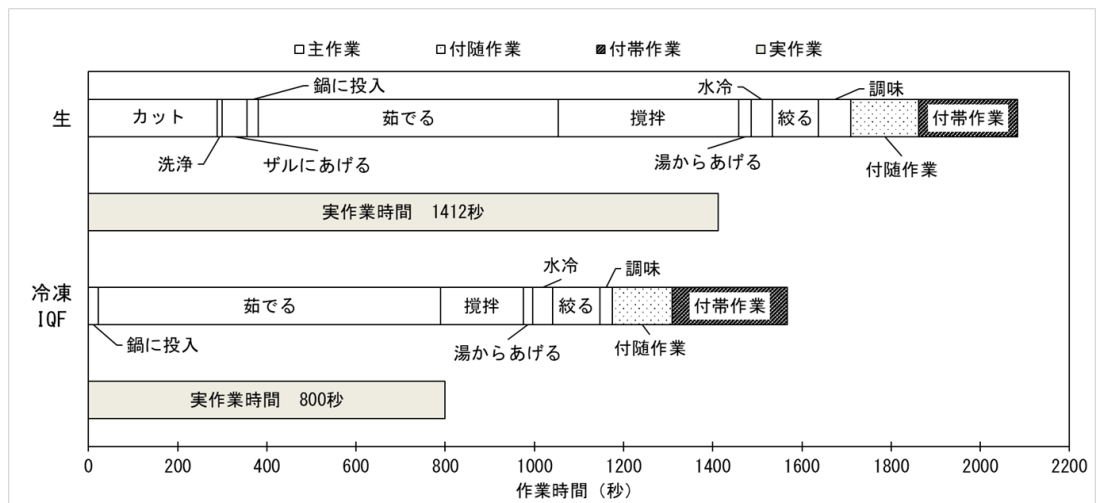 主作業 付随作業 付帯作業 実作業
鍋に投入 水冷 調味
生 カット 茹でる 撹拌 絞る 付帯作業
洗浄 ザルにあげる 湯からあげる 付随作業
実作業時間 1412秒
水冷 調味
冷凍
IQF
茹でる 撹拌 絞る 付帯作業
鍋に投入 湯からあげる 付随作業
実作業時間 800秒
0 200 400 600 800 1000 1200 1400 1600 1800 2000 2200
作業時間（秒）